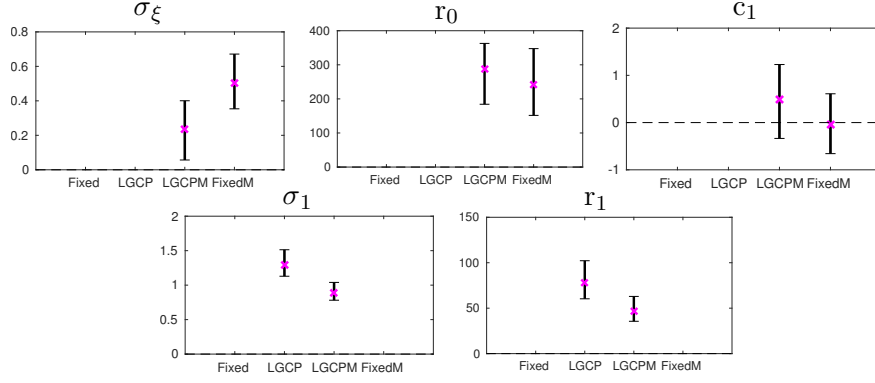 σξ
0.8
0.6
0.4
0.2
0
Fixed LGCP LGCPM FixedM
r0
400
300
200
100
0
Fixed LGCP LGCPM FixedM
c1
2
1
0
-1
Fixed LGCP LGCPM FixedM
σ1
2
1.5
1
0.5
0
Fixed LGCP LGCPM FixedM
r1
150
100
50
0
Fixed LGCP LGCPM FixedM